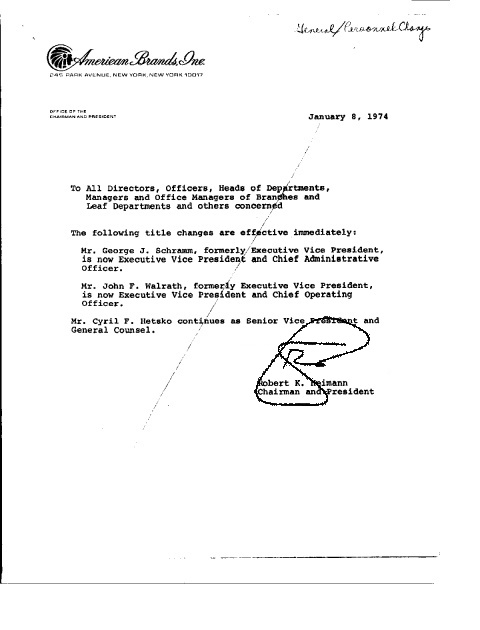 General/Personnel Changes
American Brands, Inc.
245 PARK AVENUE, NEW YORK, NEW YORK 10017
OFFICE OF THE
CHAIRMAN AND PRESIDENT
January 8, 1974
To All Directors, Officers, Heads of Departments,
Managers and Office Managers of Branches and
Leaf Departments and others concerned
The following title changes are effective immediately:
Mr. George J. Schramm, formerly Executive Vice President,
is now Executive Vice President and Chief Administrative
Officer.
Mr. John F. Walrath, formerly Executive Vice President,
is now Executive Vice President and Chief Operating
Officer.
Mr. Cyril F. Hetsko continues as Senior Vice President and
General Counsel.
Robert K. Heimann
Chairman and President